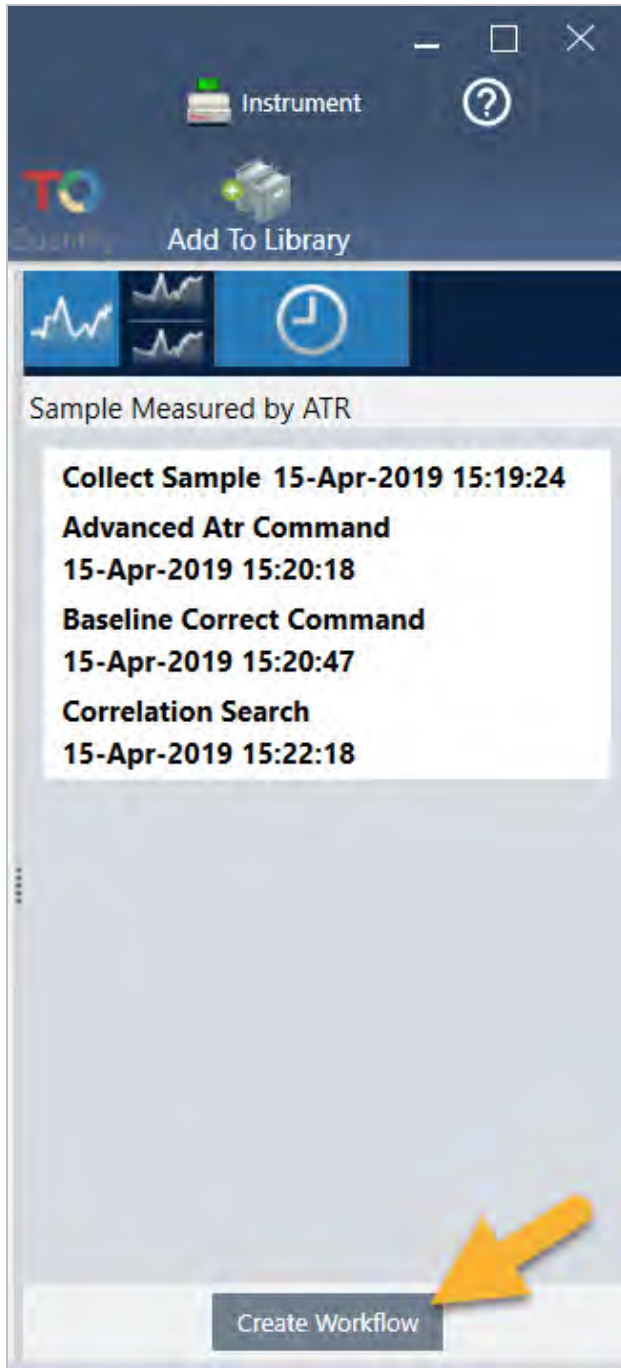 Instrument
TQ
Add To Library
Sample Measured by ATR
Collect Sample 15-Apr-2019 15:19:24
Advanced Atr Command
15-Apr-2019 15:20:18
Baseline Correct Command
15-Apr-2019 15:20:47
Correlation Search
15-Apr-2019 15:22:18
Create Workflow